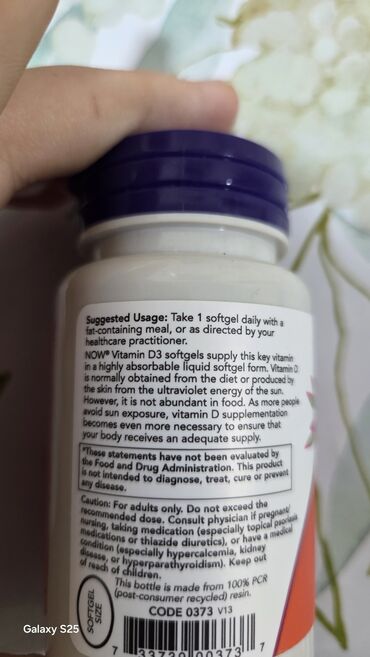 Suggested Usage: Take 1 softgel daily with a
fat-containing meal, or as directed by your
healthcare practitioner.
NOW® Vitamin D3 softgels supply this key vitamin
in a highly absorbable liquid softgel form. Vitamin D
is normally obtained from the diet or produced by
the skin from the ultraviolet energy of the sun.
However, it is not abundant in food. As more people
avoid sun exposure, vitamin D supplementation
becomes even more necessary to ensure that
your body receives an adequate supply.
*These statements have not been evaluated by
the Food and Drug Administration. This product
is not intended to diagnose, treat, cure or prevent
any disease.
Caution: For adults only. Do not exceed the
recommended dose. Consult physician if pregnant/
nursing, taking medication (especially topical psoriasis
medications or thiazide diuretics), or have a medical
condition (especially hypercalcemia, kidney
disease, or hyperparathyroidism). Keep out
of reach of children.
SOFTGEL
SIZE
This bottle is made from 100% PCR
(post-consumer recycled) resin.
CODE 0373 V13
7 33739 00373 7
Galaxy S25